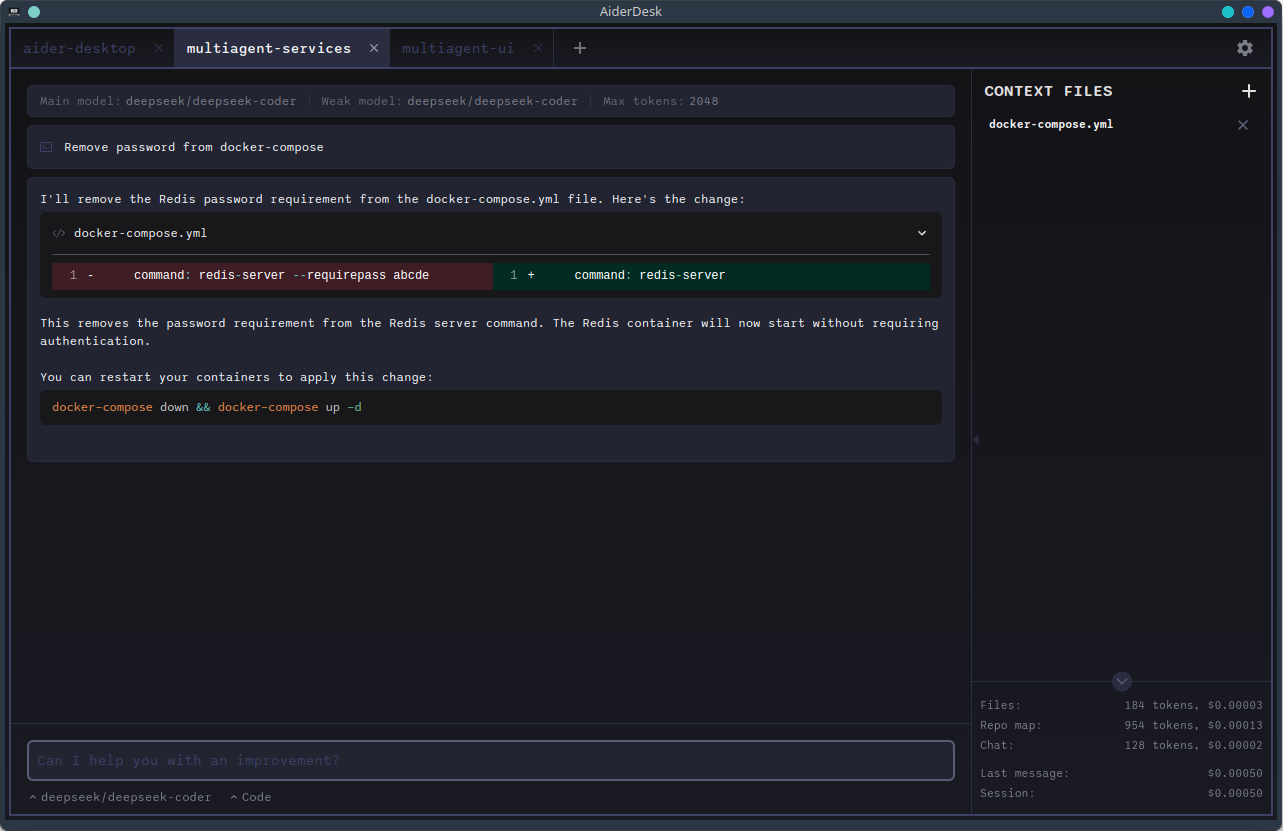 AiderDesk
aider-desktop × multiagent-services × multiagent-ui × +
Main model: deepseek/deepseek-coder | Weak model: deepseek/deepseek-coder | Max tokens: 2048
Remove password from docker-compose
I'll remove the Redis password requirement from the docker-compose.yml file. Here's the change:
</> docker-compose.yml
1 - command: redis-server --requirepass abcde
1 + command: redis-server
This removes the password requirement from the Redis server command. The Redis container will now start without requiring
authentication.
You can restart your containers to apply this change:
docker-compose down && docker-compose up -d
Can I help you with an improvement?
^ deepseek/deepseek-coder ^ Code
CONTEXT FILES +
docker-compose.yml ×
Files: 184 tokens, $0.00003
Repo map: 954 tokens, $0.00013
Chat: 128 tokens, $0.00002
Last message: $0.00050
Session: $0.00050